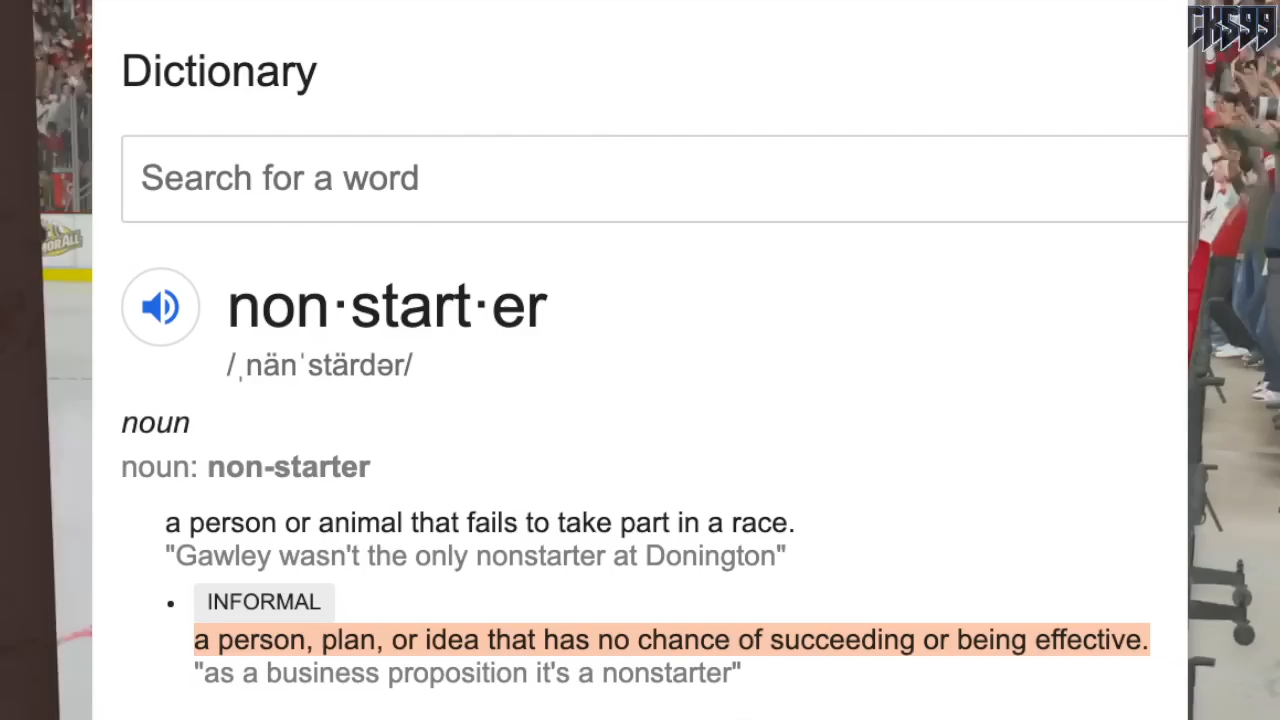 CKS99
Dictionary
Search for a word
non·start·er
/ˌnänˈstärdər/
noun
noun: non-starter
a person or animal that fails to take part in a race.
"Gawley wasn't the only nonstarter at Donington"
• INFORMAL
a person, plan, or idea that has no chance of succeeding or being effective.
"as a business proposition it's a nonstarter"